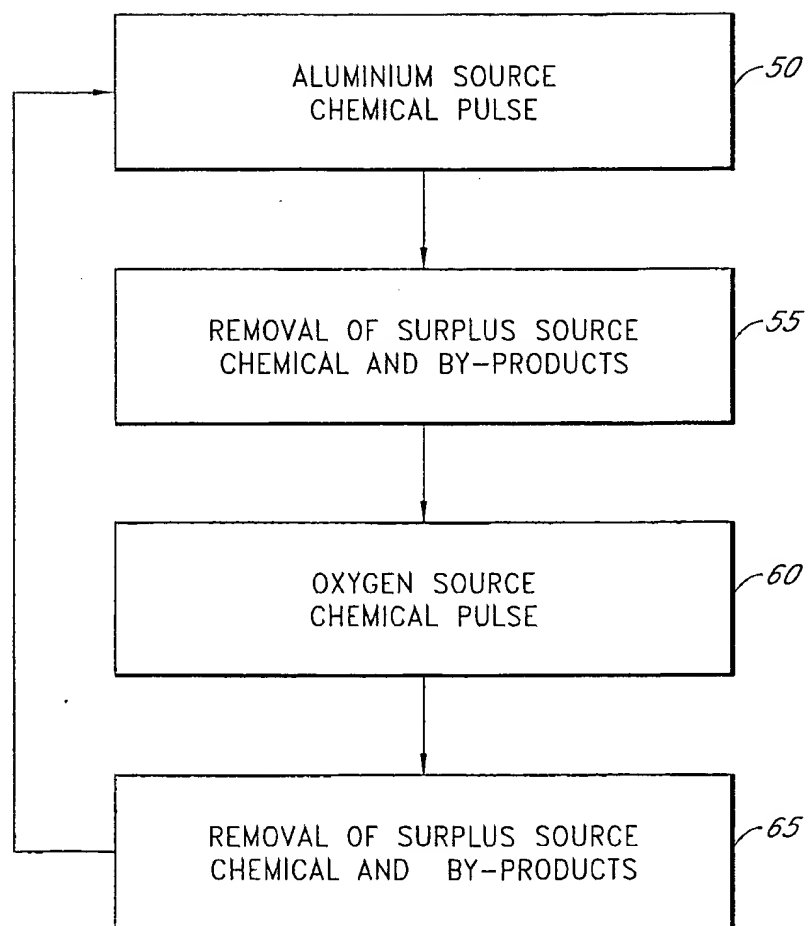 ALUMINIUM SOURCE
CHEMICAL PULSE
50
REMOVAL OF SURPLUS SOURCE
CHEMICAL AND BY-PRODUCTS
55
OXYGEN SOURCE
CHEMICAL PULSE
60
REMOVAL OF SURPLUS SOURCE
CHEMICAL AND BY-PRODUCTS
65